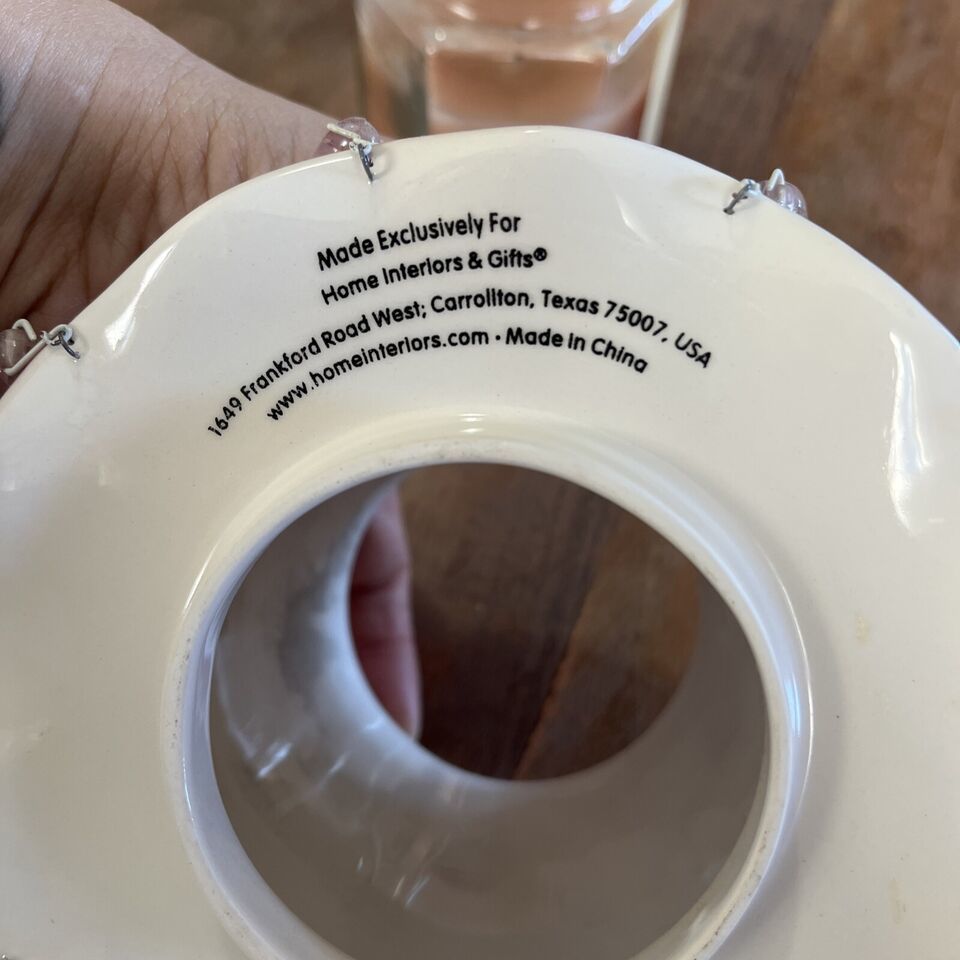 Made Exclusively For
Home Interiors & Gifts®
1649 Frankford Road West; Carrollton, Texas 75007, USA
www.homeinteriors.com • Made in China